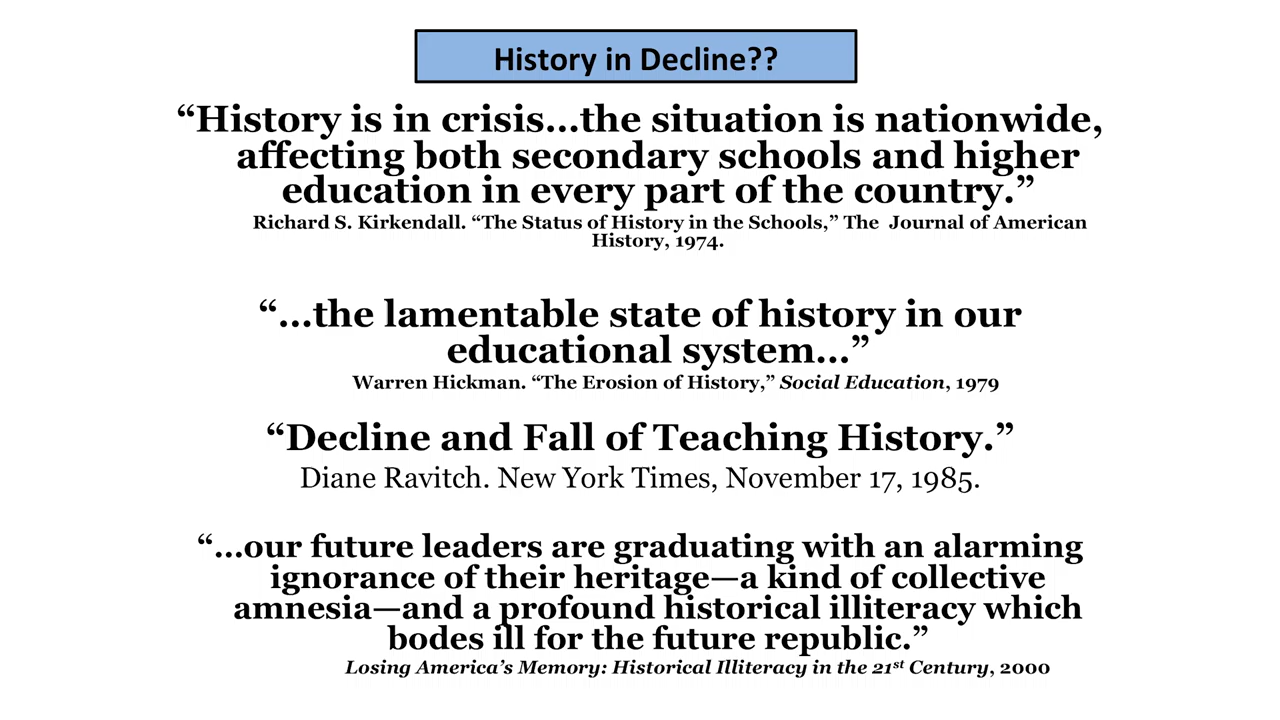 History in Decline??
“History is in crisis…the situation is nationwide,
affecting both secondary schools and higher
education in every part of the country.”
Richard S. Kirkendall. “The Status of History in the Schools,” The  Journal of American
History, 1974.
“…the lamentable state of history in our
educational system…”
Warren Hickman. “The Erosion of History,” Social Education, 1979
“Decline and Fall of Teaching History.”
Diane Ravitch. New York Times, November 17, 1985.
“…our future leaders are graduating with an alarming
ignorance of their heritage—a kind of collective
amnesia—and a profound historical illiteracy which
bodes ill for the future republic.”
Losing America’s Memory: Historical Illiteracy in the 21st Century, 2000